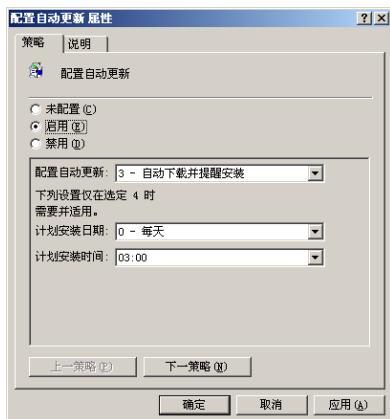 配置自动更新 属性
策略 说明
配置自动更新
未配置(C)
启用(E)
禁用(D)
配置自动更新: 3 - 自动下载并提醒安装
下列设置仅在选定 4 时
需要并适用。
计划安装日期: 0 - 每天
计划安装时间: 03:00
上一策略(P) 下一策略(N)
确定 取消 应用(A)